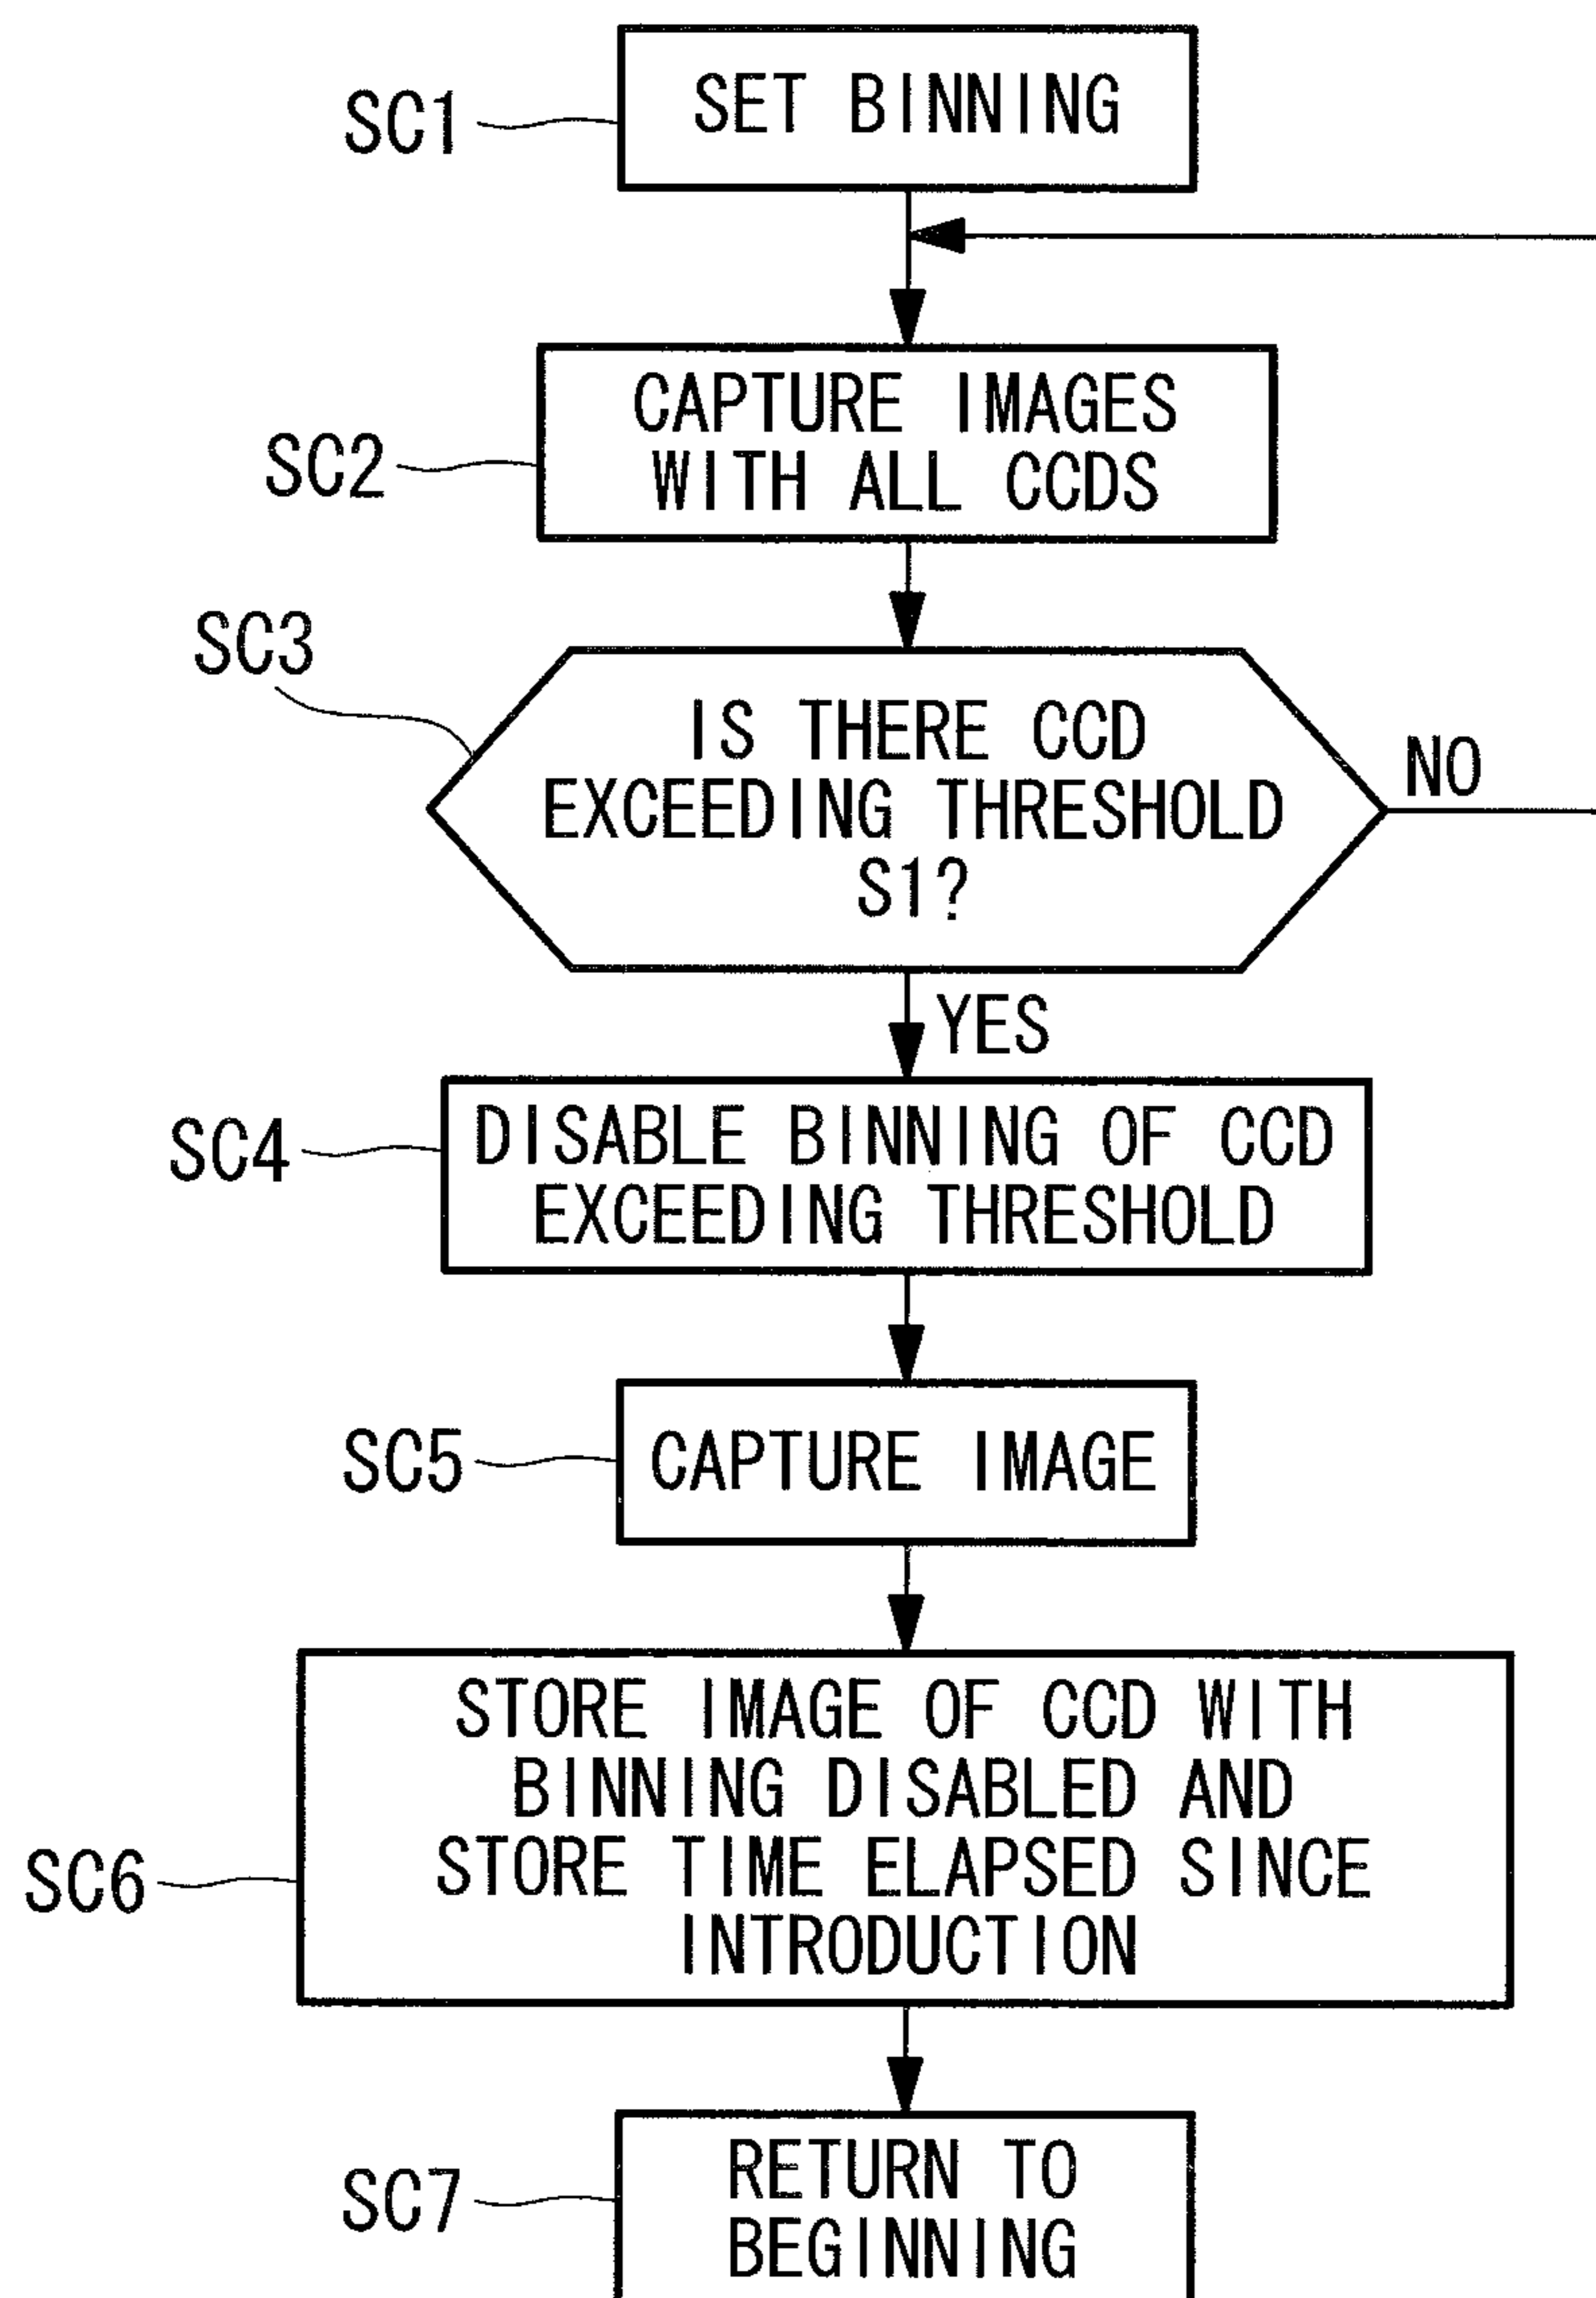 SC1
SET BINNING
SC2
CAPTURE IMAGES
WITH ALL CCDS
SC3
IS THERE CCD
EXCEEDING THRESHOLD
S1?
NO
YES
SC4
DISABLE BINNING OF CCD
EXCEEDING THRESHOLD
SC5
CAPTURE IMAGE
SC6
STORE IMAGE OF CCD WITH
BINNING DISABLED AND
STORE TIME ELAPSED SINCE
INTRODUCTION
SC7
RETURN TO
BEGINNING